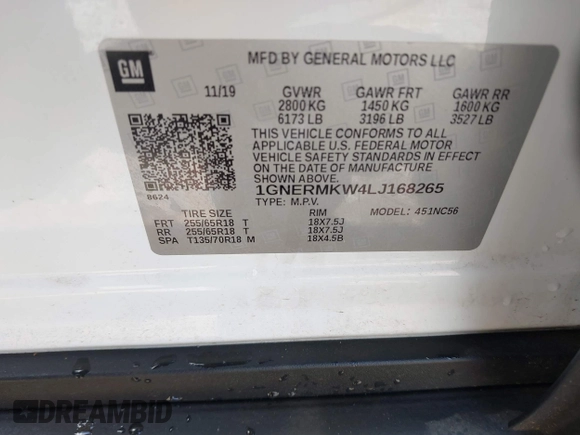 GM
MFD BY GENERAL MOTORS LLC
11/19 GVWR GAWR FRT GAWR RR
2800 KG 1450 KG 1600 KG
6173 LB 3196 LB 3527 LB
THIS VEHICLE CONFORMS TO ALL
APPLICABLE U.S. FEDERAL MOTOR
VEHICLE SAFETY STANDARDS IN EFFECT
ON THE DATE OF MANUFACTURE
SHOWN ABOVE.
8624 1GNERMKW4LJ168265
TYPE: M.P.V. MODEL: 451NC56
TIRE SIZE RIM
FRT 255/65R18 T 18X7.5J
RR 255/65R18 T 18X7.5J
SPA T135/70R18 M 18X4.5B
DREAMBID